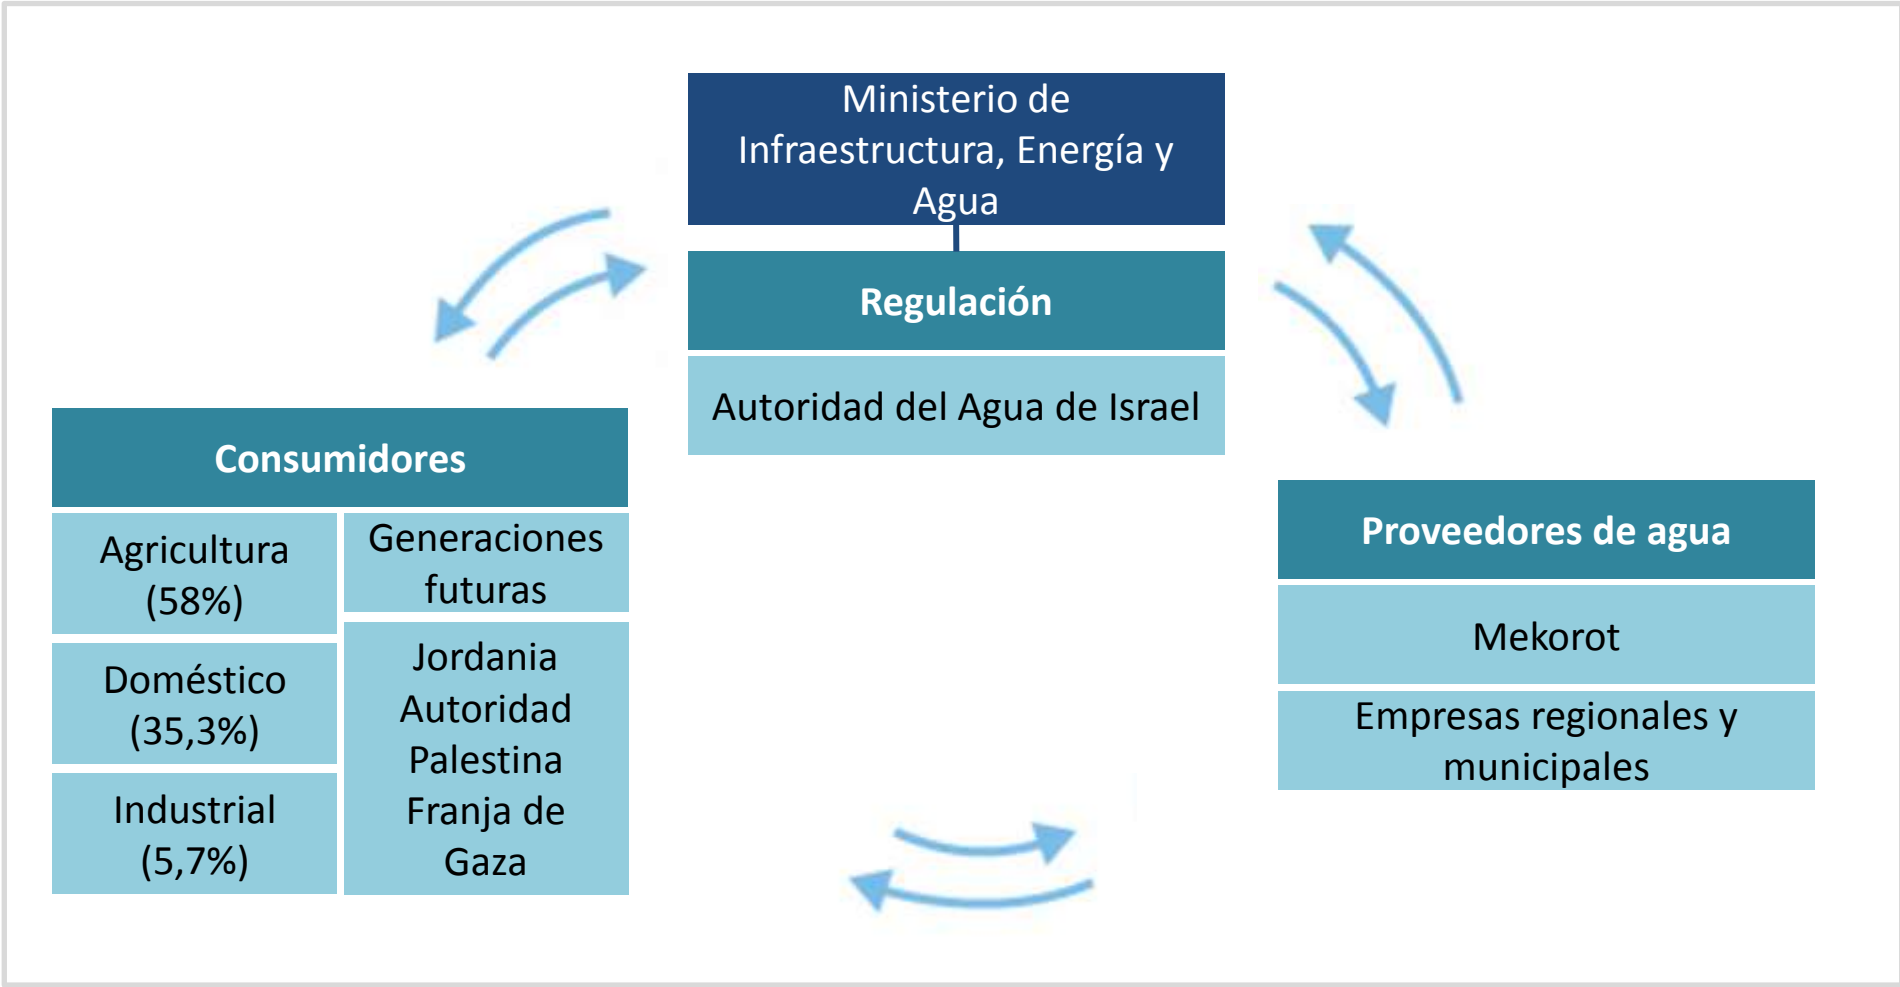 Ministerio de
Infraestructura, Energía y
Agua
Regulación
Autoridad del Agua de Israel
Consumidores
Agricultura
(58%)
Doméstico
(35,3%)
Industrial
(5,7%)
Generaciones
futuras
Jordania
Autoridad
Palestina
Franja de
Gaza
Proveedores de agua
Mekorot
Empresas regionales y
municipales